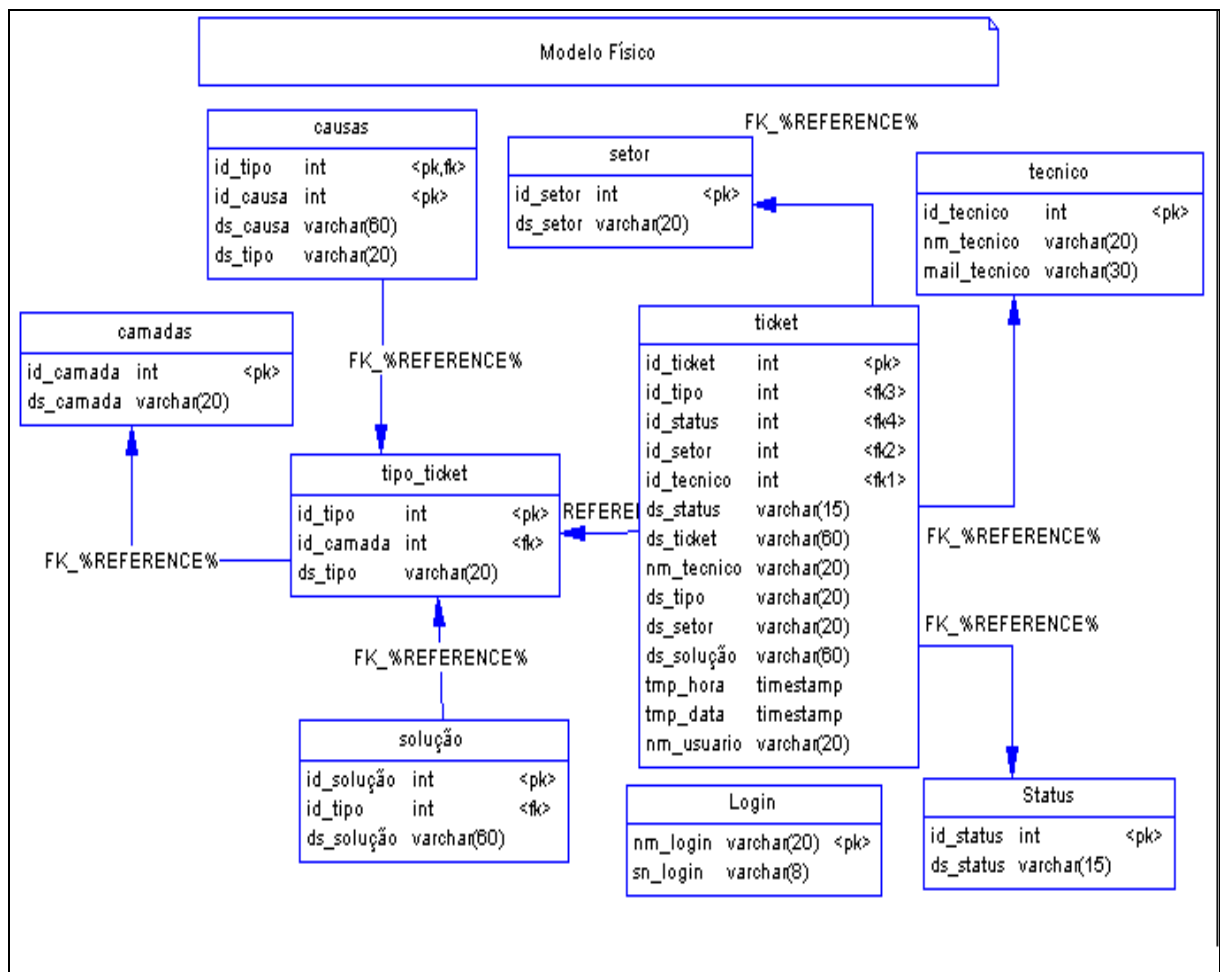 Modelo Físico
causas
id_tipo int <pk,fk>
id_causa int <pk>
ds_causa varchar(60)
ds_tipo varchar(20)
FK_%REFERENCE%
setor
id_setor int <pk>
ds_setor varchar(20)
tecnico
id_tecnico int <pk>
nm_tecnico varchar(20)
mail_tecnico varchar(30)
camadas
id_camada int <pk>
ds_camada varchar(20)
FK_%REFERENCE%
ticket
id_ticket int <pk>
id_tipo int <fk3>
id_status int <fk4>
id_setor int <fk2>
id_tecnico int <fk1>
ds_status varchar(15)
ds_ticket varchar(60)
nm_tecnico varchar(20)
ds_tipo varchar(20)
ds_setor varchar(20)
ds_solução varchar(60)
tmp_hora timestamp
tmp_data timestamp
nm_usuario varchar(20)
tipo_ticket
id_tipo int <pk>
id_camada int <fk>
ds_tipo varchar(20)
REFERE
FK_%REFERENCE%
FK_%REFERENCE%
FK_%REFERENCE%
FK_%REFERENCE%
solução
id_solução int <pk>
id_tipo int <fk>
ds_solução varchar(60)
Login
nm_login varchar(20) <pk>
sn_login varchar(8)
Status
id_status int <pk>
ds_status varchar(15)